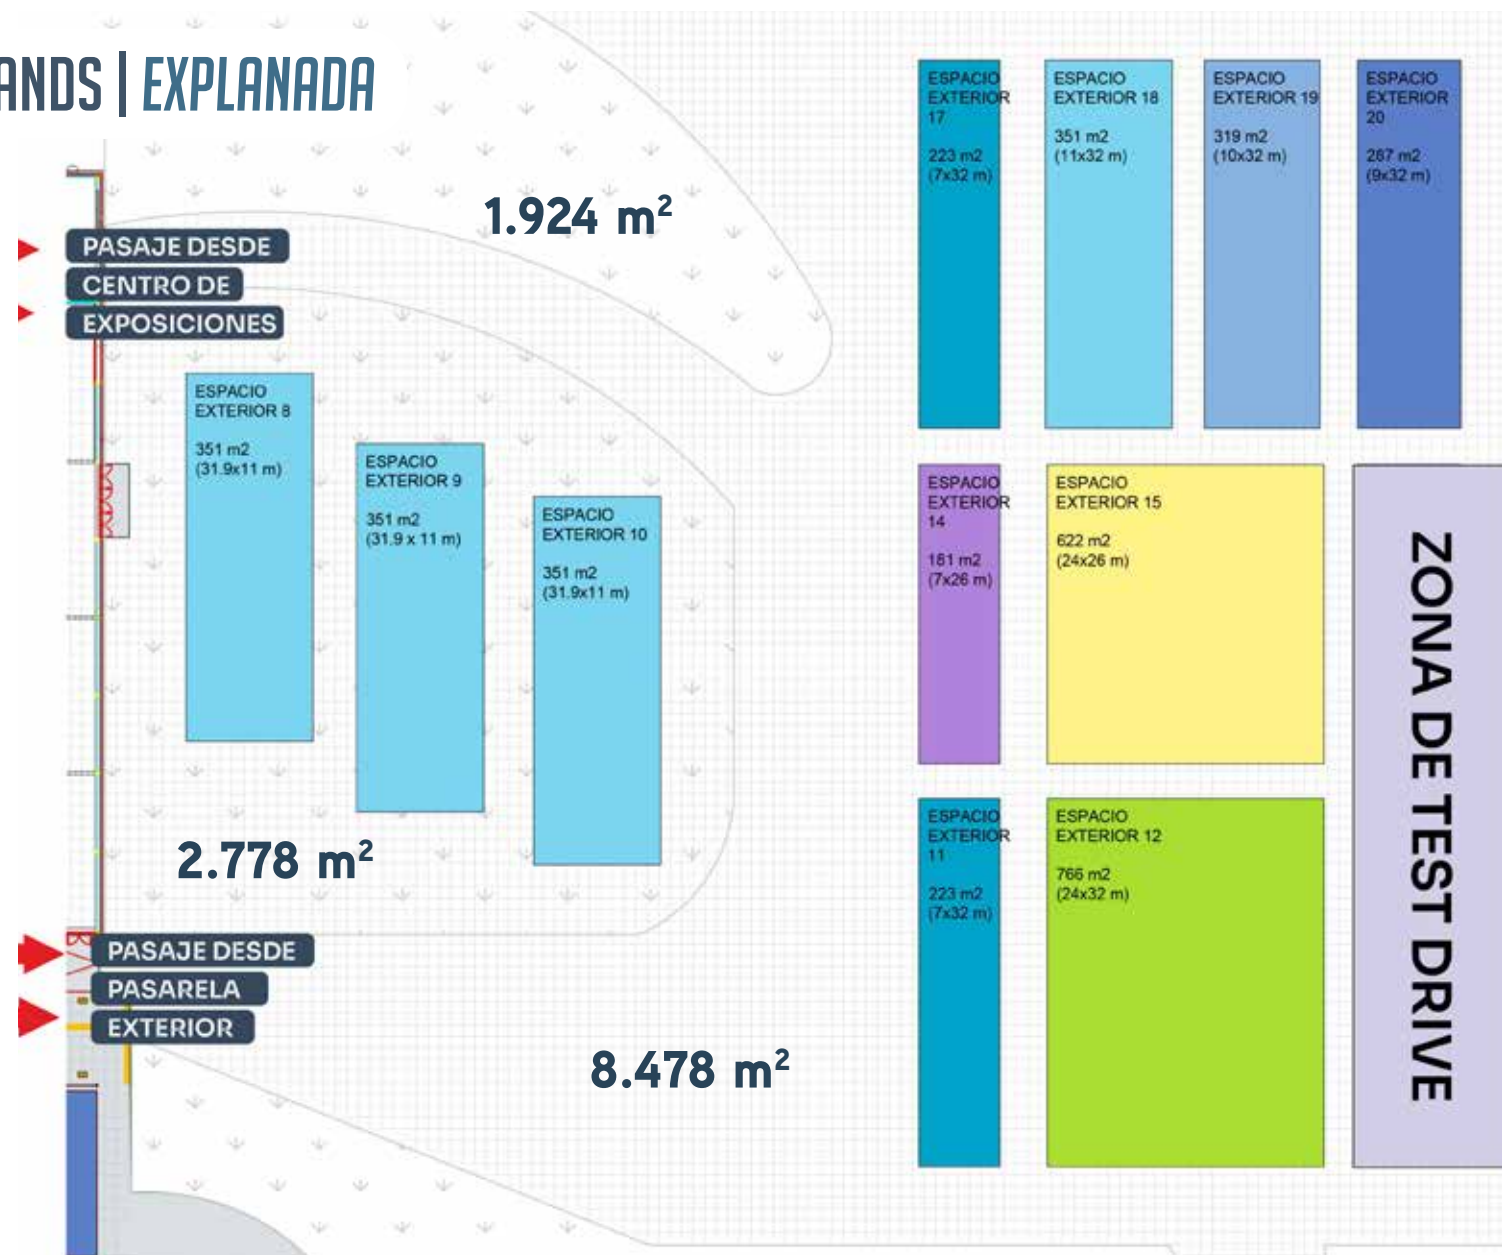 ANDS | EXPLANADA
1.924 m²
PASAJE DESDE
CENTRO DE
EXPOSICIONES
ESPACIO
EXTERIOR 8
351 m2
(31.9x11 m)
ESPACIO
EXTERIOR 9
351 m2
(31.9 x 11 m)
ESPACIO
EXTERIOR 10
351 m2
(31.9x11 m)
2.778 m²
PASAJE DESDE
PASARELA
EXTERIOR
8.478 m²
ESPACIO
EXTERIOR
17
223 m2
(7x32 m)
ESPACIO
EXTERIOR 18
351 m2
(11x32 m)
ESPACIO
EXTERIOR 19
319 m2
(10x32 m)
ESPACIO
EXTERIOR
20
287 m2
(9x32 m)
ESPACIO
EXTERIOR
14
181 m2
(7x26 m)
ESPACIO
EXTERIOR 15
622 m2
(24x26 m)
ESPACIO
EXTERIOR
11
223 m2
(7x32 m)
ESPACIO
EXTERIOR 12
766 m2
(24x32 m)
ZONA DE TEST DRIVE